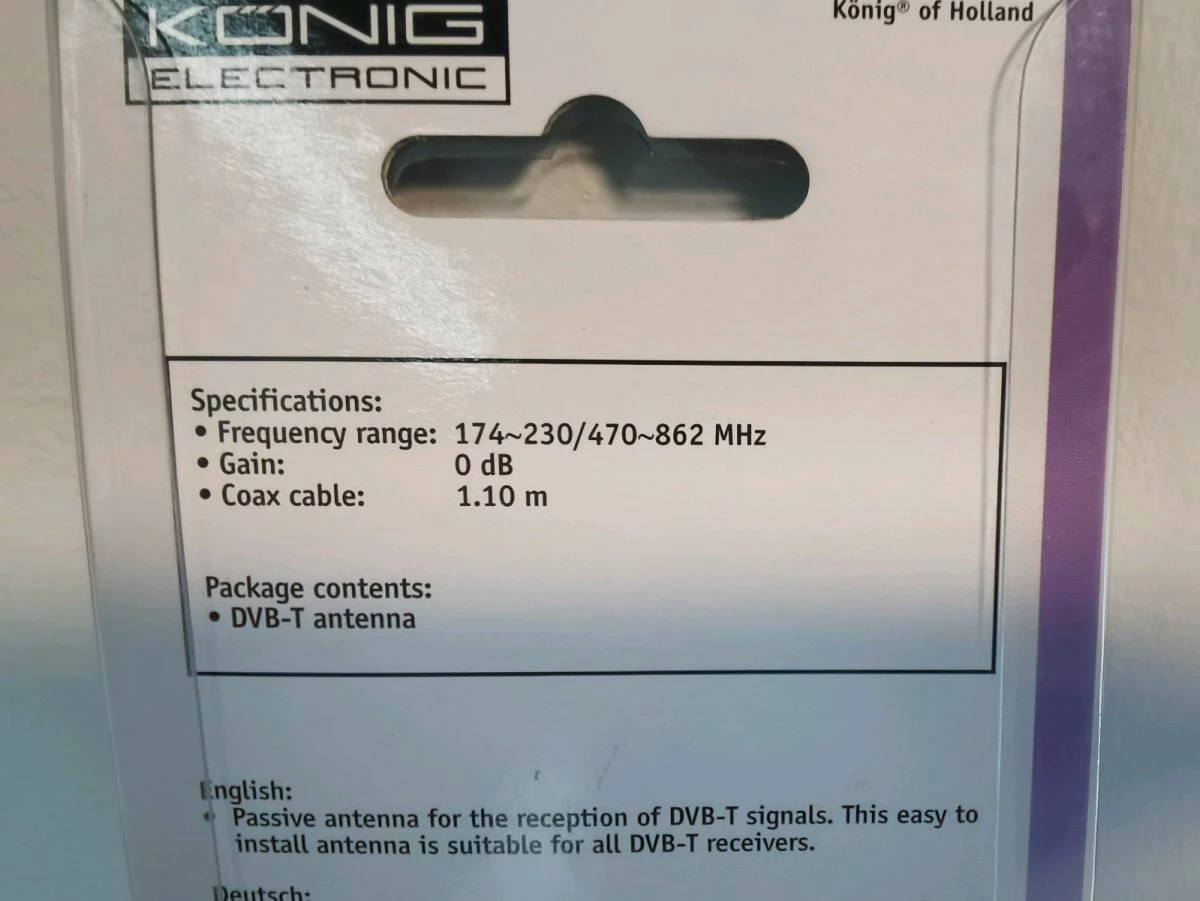 KÖNIG
ELECTRONIC
König® of Holland
Specifications:
• Frequency range: 174~230/470~862 MHz
• Gain: 0 dB
• Coax cable: 1.10 m
Package contents:
• DVB-T antenna
English:
• Passive antenna for the reception of DVB-T signals. This easy to
install antenna is suitable for all DVB-T receivers.
Deutsch: